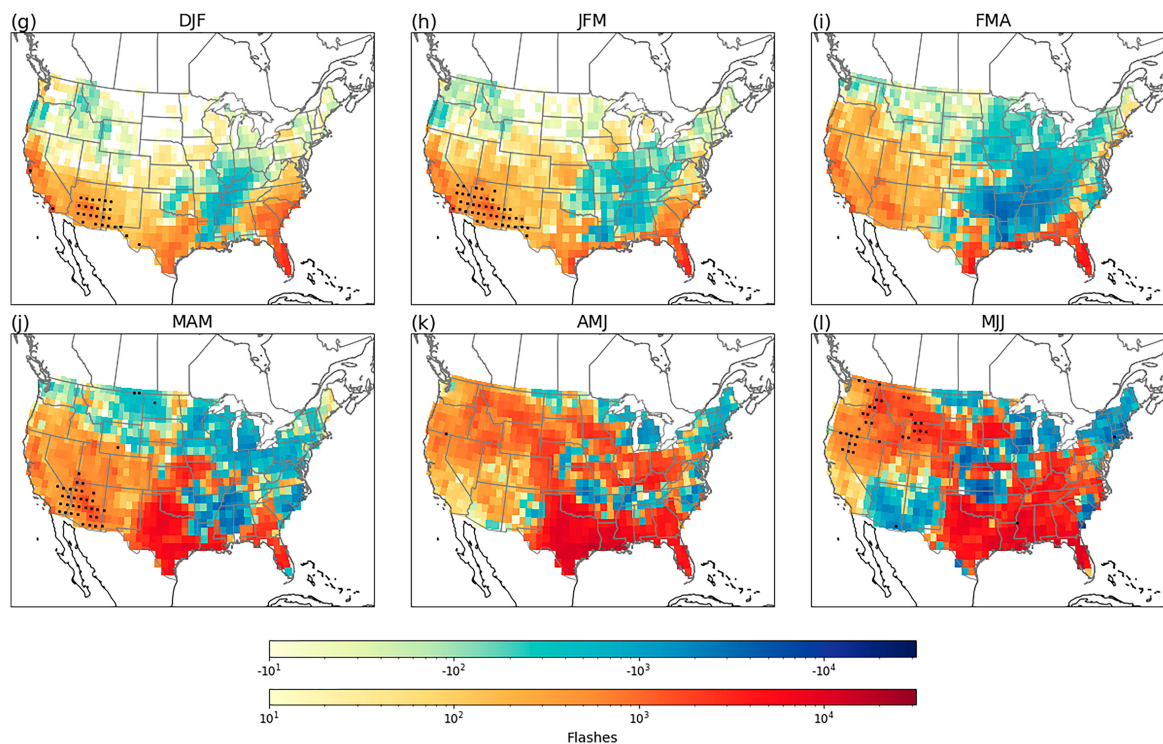 (g) DJF
(h) JFM
(i) FMA
(j) MAM
(k) AMJ
(l) MJJ
-10¹ -10² -10³ -10⁴
10¹ 10² 10³ 10⁴
Flashes